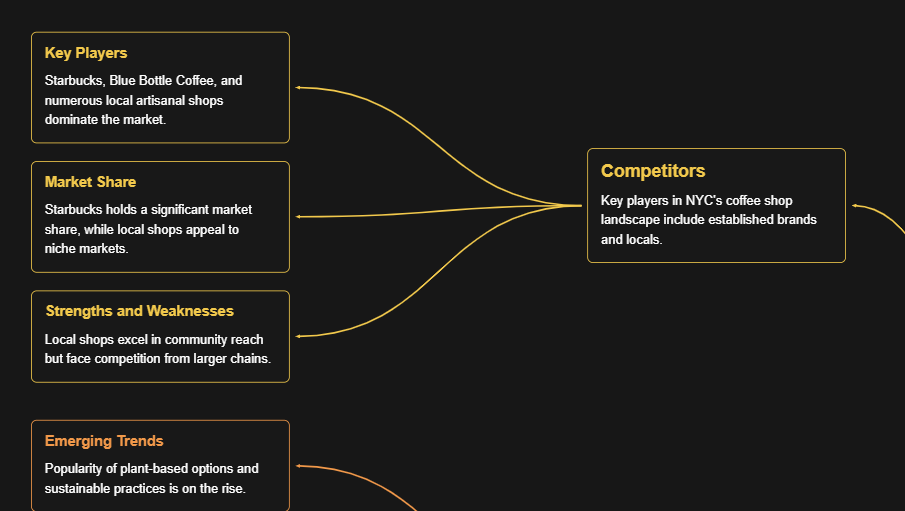 Key Players
Starbucks, Blue Bottle Coffee, and
numerous local artisanal shops
dominate the market.
Market Share
Starbucks holds a significant market
share, while local shops appeal to
niche markets.
Strengths and Weaknesses
Local shops excel in community reach
but face competition from larger chains.
Competitors
Key players in NYC's coffee shop
landscape include established brands
and locals.
Emerging Trends
Popularity of plant-based options and
sustainable practices is on the rise.